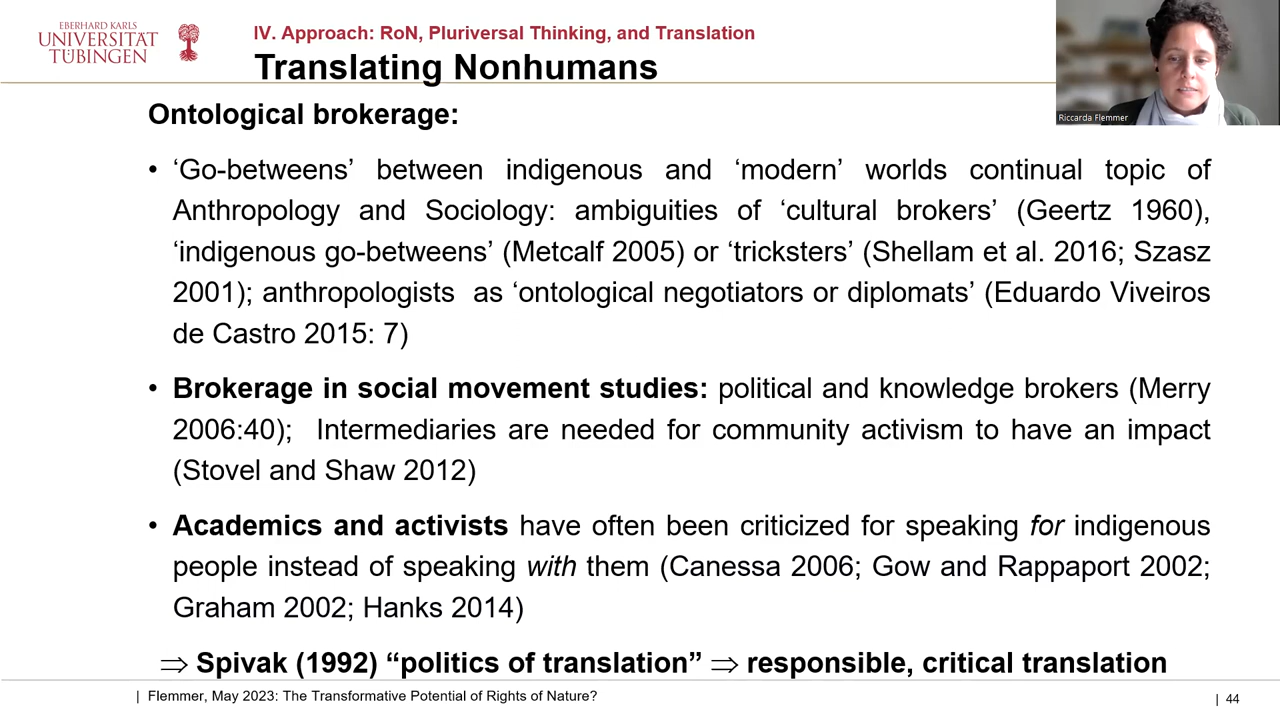 EBERHARD KARLS
UNIVERSITÄT
TÜBINGEN
IV. Approach: RoN, Pluriversal Thinking, and Translation
Translating Nonhumans
Riccarda Flemmer
Ontological brokerage:
• ‘Go-betweens’ between indigenous and ‘modern’ worlds continual topic of
Anthropology and Sociology: ambiguities of ‘cultural brokers’ (Geertz 1960),
‘indigenous go-betweens’ (Metcalf 2005) or ‘tricksters’ (Shellam et al. 2016; Szasz
2001); anthropologists as ‘ontological negotiators or diplomats’ (Eduardo Viveiros
de Castro 2015: 7)
• Brokerage in social movement studies: political and knowledge brokers (Merry
2006:40); Intermediaries are needed for community activism to have an impact
(Stovel and Shaw 2012)
• Academics and activists have often been criticized for speaking for indigenous
people instead of speaking with them (Canessa 2006; Gow and Rappaport 2002;
Graham 2002; Hanks 2014)
⇒ Spivak (1992) “politics of translation” ⇒ responsible, critical translation
| Flemmer, May 2023: The Transformative Potential of Rights of Nature?
| 44